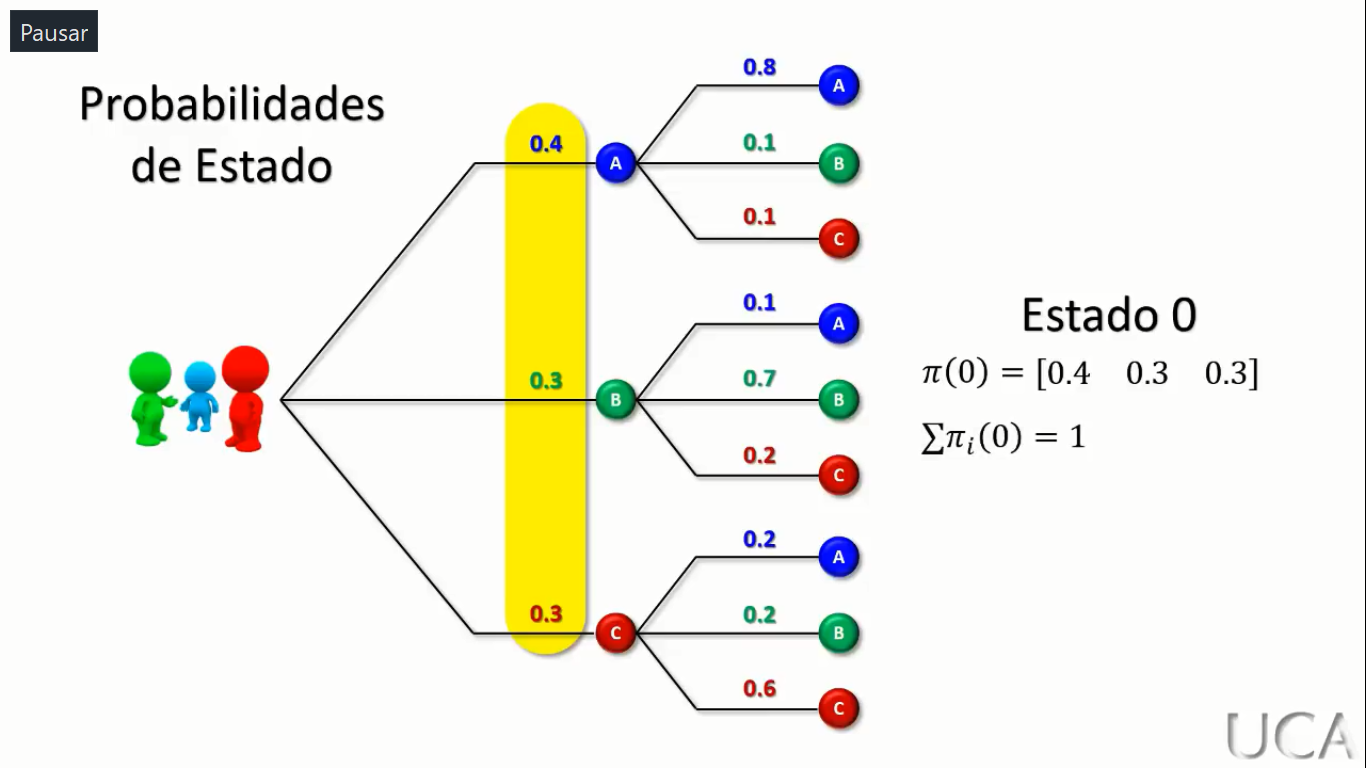 Pausar
Probabilidades
de Estado
0.4
A
0.8
A
0.1
B
0.1
C
0.3
B
0.1
A
0.7
B
0.2
C
0.3
C
0.2
A
0.2
B
0.6
C
Estado 0
π(0) = [0.4 0.3 0.3]
∑πᵢ(0) = 1
UCA